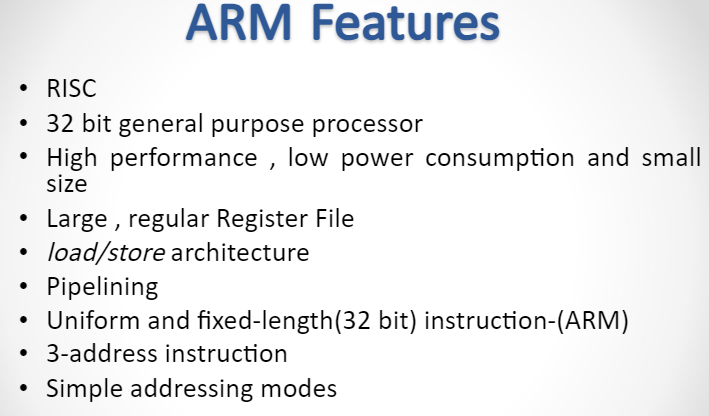 ARM Features
• RISC
• 32 bit general purpose processor
• High performance , low power consumption and small
size
• Large , regular Register File
• load/store architecture
• Pipelining
• Uniform and fixed-length(32 bit) instruction-(ARM)
• 3-address instruction
• Simple addressing modes